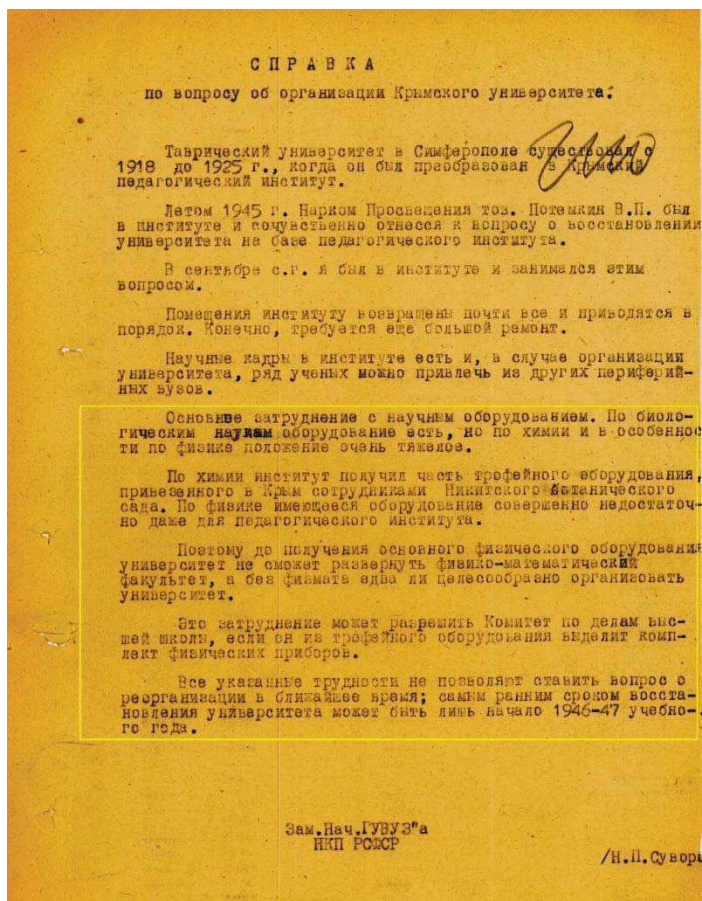 СПРАВКА
по вопросу об организации Крымского университета.
Таврический университет в Симферополе существовал с
1918 до 1925 г., когда он был преобразован в Крымский
педагогический институт.
Летом 1945 г. Нарком Просвещения тов. Потемкин В.П. был
в институте и сочувственно отнесся к вопросу о восстановлении
университета на базе педагогического института.
В сентябре с.г. я был в институте и занимался этим
вопросом.
Помещения институту возвращены почти все и приводятся в
порядок. Конечно, требуется еще большой ремонт.
Научные кадры в институте есть и, в случае организации
университета, ряд ученых можно привлечь из других периферий-
ных вузов.
Основное затруднение с научным оборудованием. По биоло-
гическим наукам оборудование есть, но по химии и в особеннос
ти по физике положение очень тяжелое.
По химии институт получил часть трофейного оборудования,
привезенного в Крым сотрудниками Никитского ботанического
сада. По физике имеющееся оборудование совершенно недостаточ-
но даже для педагогического института.
Поэтому до получения основного физического оборудования
университет не сможет развернуть физико-математический
факультет, а без физмата едва ли целесообразно организовать
университет.
Это затруднение может разрешить Комитет по делам выс-
шей школы, если он из трофейного оборудования выделит комп-
лект физических приборов.
Все указанные трудности не позволяют ставить вопрос о
реорганизации в ближайшее время; самым ранним сроком восста-
новления университета может быть лишь начало 1946-47 учебно-
го года.
Зам.Нач.ГУВУЗ"а
НКП РСФСР
/Н.П.Сувор